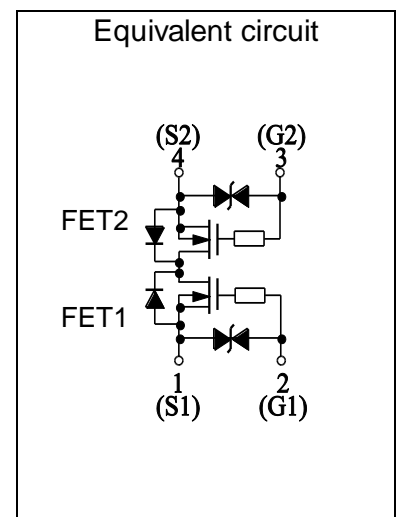 Equivalent circuit
(S2) (G2)
4 3
FET2
FET1
1 2
(S1) (G1)